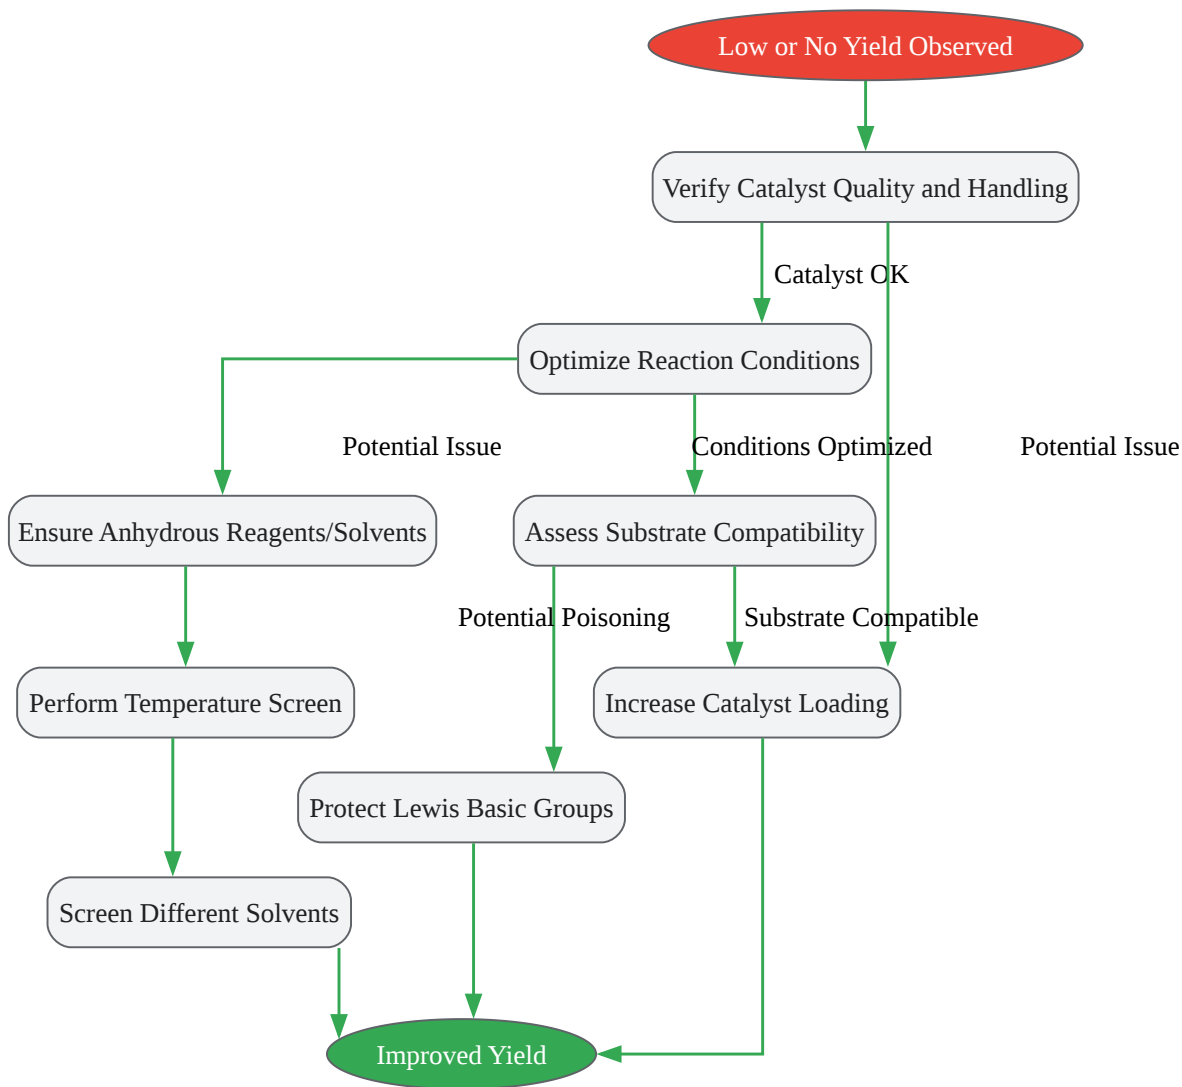 Low or No Yield Observed
Verify Catalyst Quality and Handling
Catalyst OK
Optimize Reaction Conditions
Potential Issue
Conditions Optimized
Potential Issue
Ensure Anhydrous Reagents/Solvents
Assess Substrate Compatibility
Potential Poisoning
Substrate Compatible
Perform Temperature Screen
Increase Catalyst Loading
Protect Lewis Basic Groups
Screen Different Solvents
Improved Yield